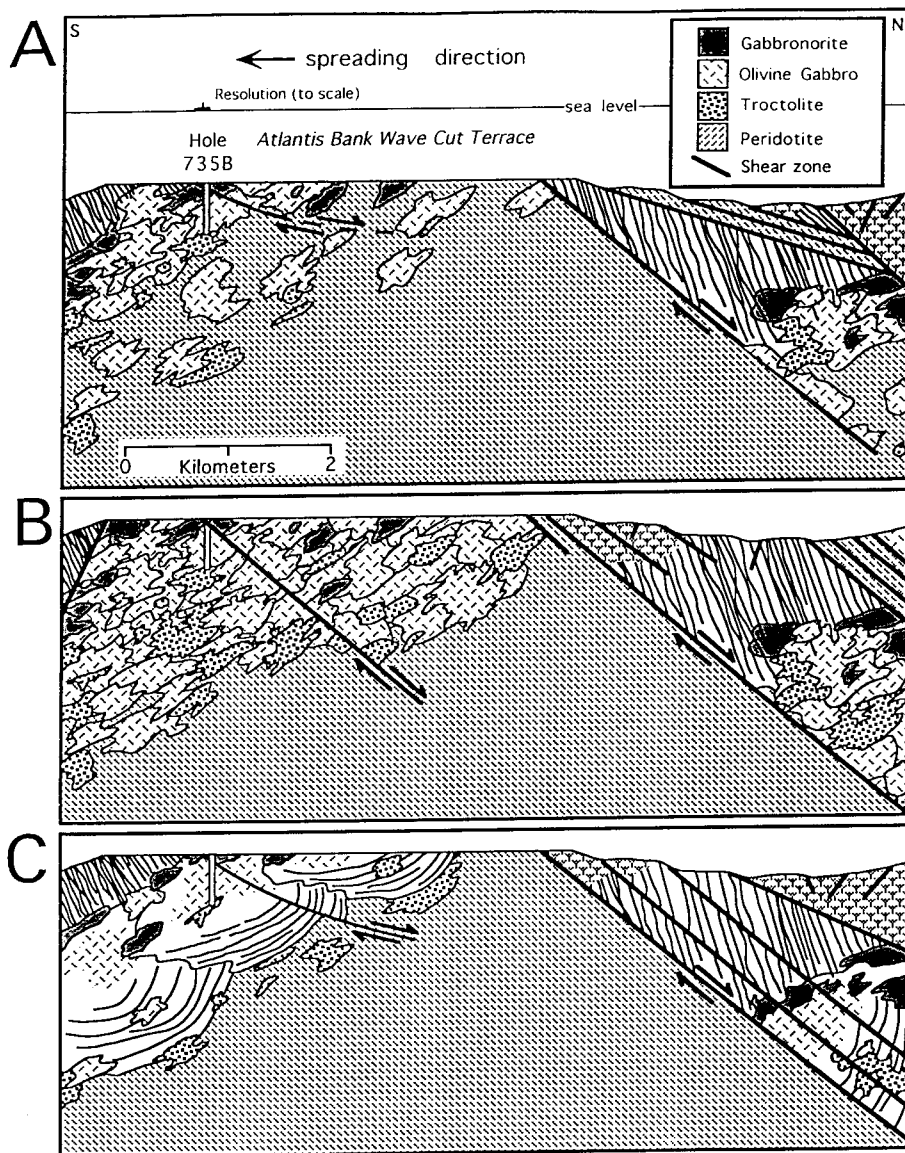 A
S
N
spreading direction
Resolution (to scale)
sea level
Hole
735B
Atlantis Bank Wave Cut Terrace
Gabbronorite
Olivine Gabbro
Troctolite
Peridotite
Shear zone
0 Kilometers 2
B
C